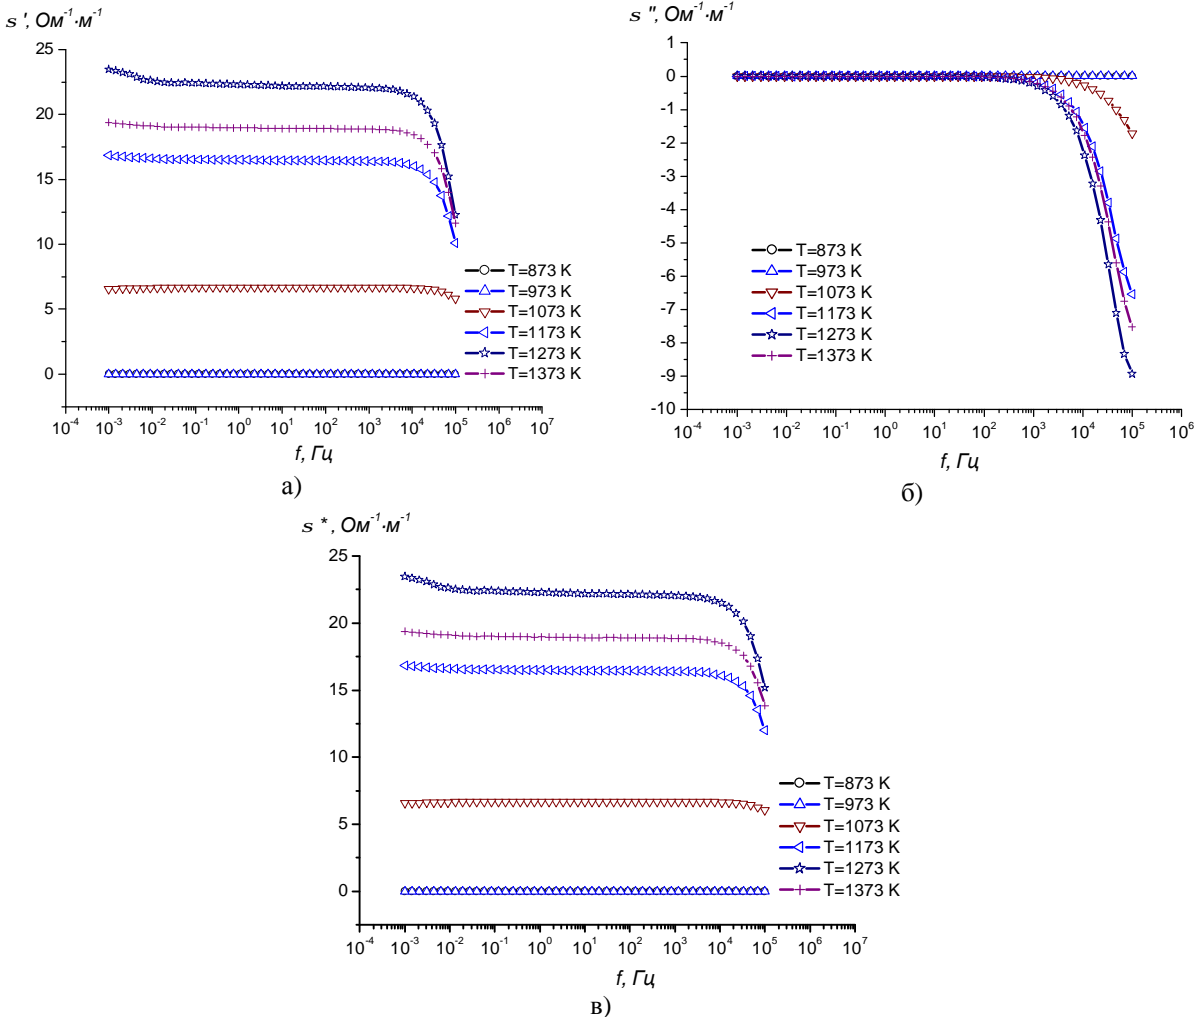 s ', Ом⁻¹·м⁻¹
25
20
15
10
5
0
10⁻⁴ 10⁻³ 10⁻² 10⁻¹ 10⁰ 10¹ 10² 10³ 10⁴ 10⁵ 10⁶ 10⁷
f, Гц
T=873 K
T=973 K
T=1073 K
T=1173 K
T=1273 K
T=1373 K
а)
s ", Ом⁻¹·м⁻¹
1
0
-1
-2
-3
-4
-5
-6
-7
-8
-9
-10
10⁻⁴ 10⁻³ 10⁻² 10⁻¹ 10⁰ 10¹ 10² 10³ 10⁴ 10⁵ 10⁶
f, Гц
T=873 K
T=973 K
T=1073 K
T=1173 K
T=1273 K
T=1373 K
б)
s *, Ом⁻¹·м⁻¹
25
20
15
10
5
0
10⁻⁴ 10⁻³ 10⁻² 10⁻¹ 10⁰ 10¹ 10² 10³ 10⁴ 10⁵ 10⁶ 10⁷
f, Гц
T=873 K
T=973 K
T=1073 K
T=1173 K
T=1273 K
T=1373 K
в)